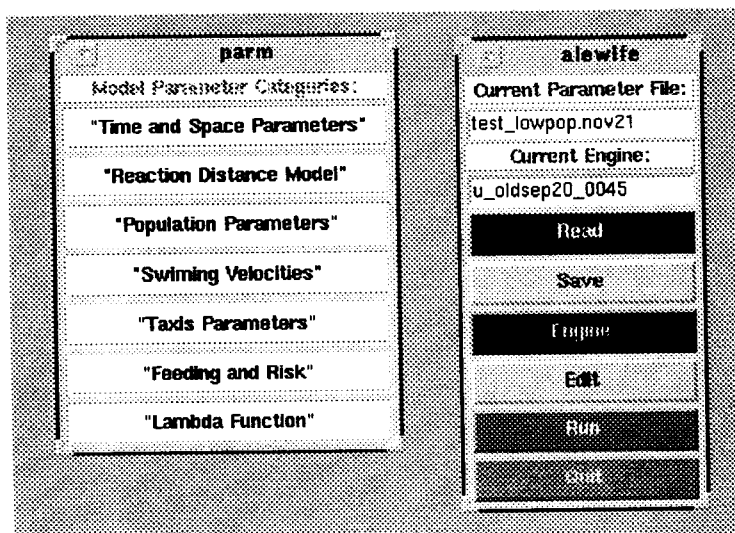 parm
Model Parameter Categories:
"Time and Space Parameters"
"Reaction Distance Model"
"Population Parameters"
"Swiming Velocities"
"Taxis Parameters"
"Feeding and Risk"
"Lambda Function"
alewife
Current Parameter File:
test_lowpop.nov21
Current Engine:
u_oldsep20_0045
Read
Save
Engine
Edit
Run
Quit